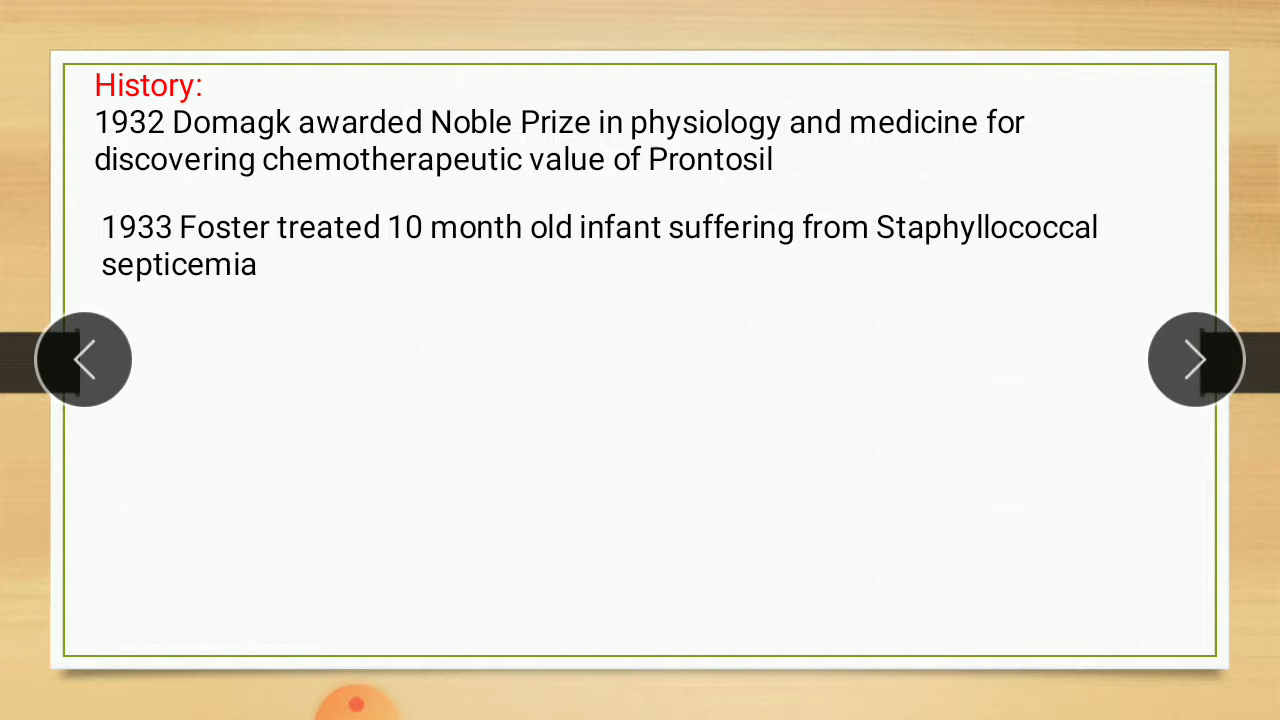 History:
1932 Domagk awarded Noble Prize in physiology and medicine for
discovering chemotherapeutic value of Prontosil
1933 Foster treated 10 month old infant suffering from Staphyllococcal
septicemia